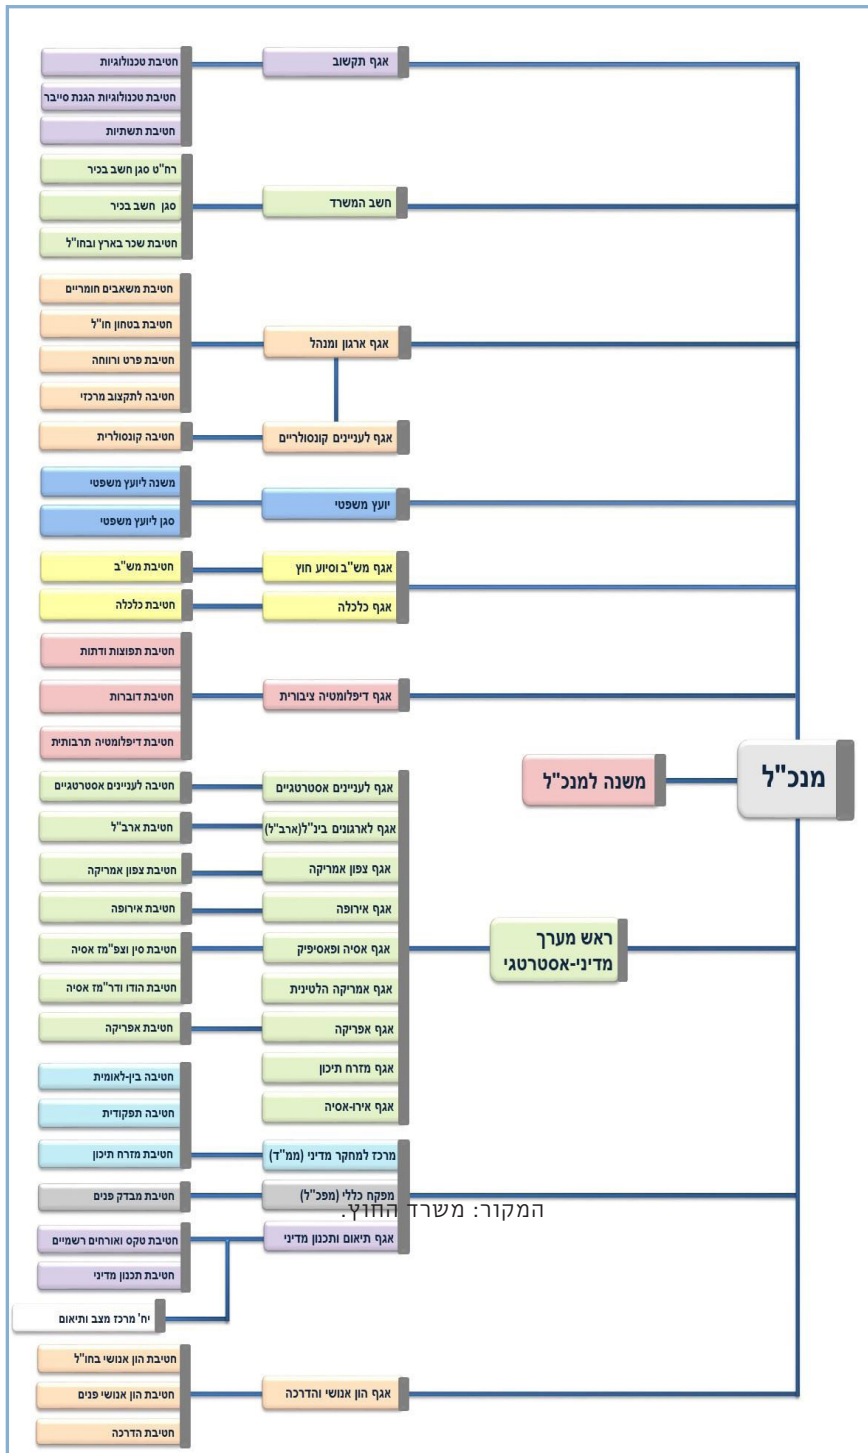 מנכ"ל
משנה למנכ"ל
אגף תקשוב
חטיבת טכנולוגיות
חטיבת טכנולוגיות הגנת סייבר
חטיבת תשתיות
חשב המשרד
רח"ט סגן חשב בכיר
סגן חשב בכיר
חטיבת שכר בארץ ובחו"ל
אגף ארגון ומנהל
חטיבת משאבים חומריים
חטיבת בטחון חו"ל
חטיבת פרט ורווחה
חטיבה לתקצוב מרכזי
אגף לעניינים קונסולריים
חטיבה קונסולרית
יועץ משפטי
משנה ליועץ משפטי
סגן ליועץ משפטי
אגף מש"ב וסיוע חוץ
חטיבת מש"ב
אגף כלכלה
חטיבת כלכלה
אגף דיפלומטיה ציבורית
חטיבת תפוצות ודתות
חטיבת דוברות
חטיבת דיפלומטיה תרבותית
ראש מערך
מדיני-אסטרטגי
אגף לעניינים אסטרטגיים
חטיבה לעניינים אסטרטגיים
אגף לארגונים בינ"ל(ארב"ל)
חטיבת ארב"ל
אגף צפון אמריקה
חטיבת צפון אמריקה
אגף אירופה
חטיבת אירופה
אגף אסיה ופאסיפיק
חטיבת סין וצפ"מז אסיה
חטיבת הודו ודר"מז אסיה
אגף אמריקה הלטינית
אגף אפריקה
חטיבת אפריקה
אגף מזרח תיכון
אגף אירו-אסיה
מרכז למחקר מדיני (ממ"ד)
חטיבה בין-לאומית
חטיבה תפקודית
חטיבת מזרח תיכון
מפקח כללי (מפכ"ל)
חטיבת מבדק פנים
המקור: משרד החוץ.
אגף תיאום ותכנון מדיני
חטיבת טקס ואורחים רשמיים
חטיבת תכנון מדיני
יח' מרכז מצב ותיאום
אגף הון אנושי והדרכה
חטיבת הון אנושי בחו"ל
חטיבת הון אנושי פנים
חטיבת הדרכה